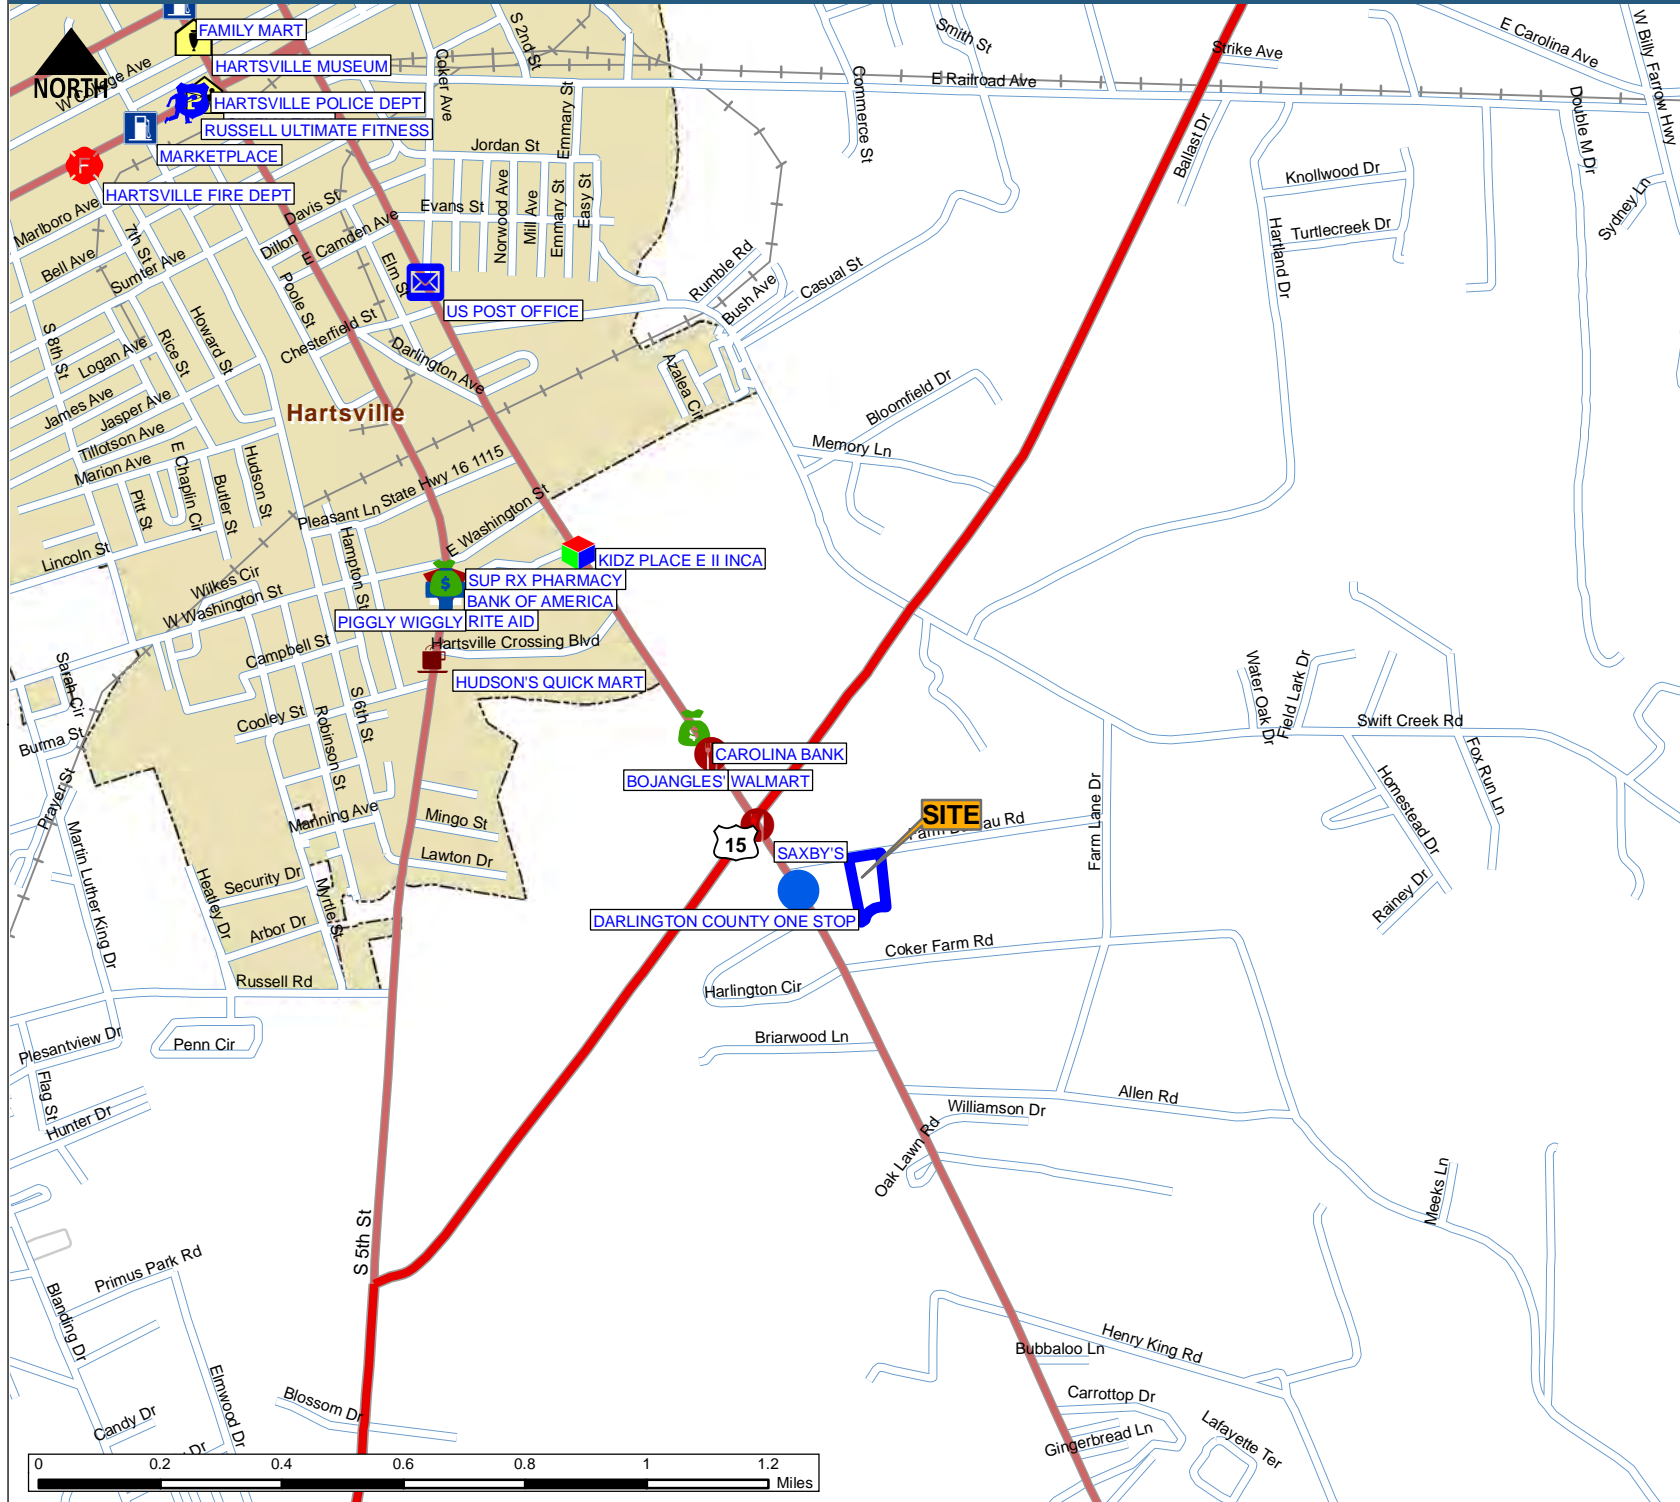 FAMILY MART
HARTSVILLE MUSEUM
NORTH
W College Ave
HARTSVILLE POLICE DEPT
RUSSELL ULTIMATE FITNESS
MARKETPLACE
HARTSVILLE FIRE DEPT
P
F
Coker Ave
S 2nd St
Smith St
Strike Ave
E Carolina Ave
W Billy Farrow Hwy
E Railroad Ave
Commerce St
Emmary St
Jordan St
Ballast Dr
Double M Dr
Knollwood Dr
Sydney Ln
Turtlecreek Dr
Hartland Dr
Marlboro Ave
7th St
Davis St
Evans St
Norwood Ave
Mill Ave
Emmary St
Easy St
Bell Ave
Sumter Ave
Dillon
E Camden Ave
Elm St
Rumble Rd
Bush Ave
Casual St
US POST OFFICE
Poole St
Howard St
Chesterfield St
S 8th St
Logan Ave
Rice St
Darlington Ave
Azalea Cir
James Ave
Jasper Ave
Hartsville
Bloomfield Dr
Memory Ln
Tillotson Ave
Marion Ave
E Chaplin Cir
Hudson St
Butler St
Pitt St
Pleasant Ln
State Hwy 16 1115
E Washington St
Lincoln St
Hampton St
Wilkes Cir
W Washington St
KIDZ PLACE E II INCA
SUP RX PHARMACY
BANK OF AMERICA
PIGGLY WIGGLY
RITE AID
$
Hartsville Crossing Blvd
HUDSON'S QUICK MART
Campbell St
Sarah Cir
S 6th St
Cooley St
Robinson St
Burma St
Prayer St
Water Oak Dr
Field Lark Dr
Swift Creek Rd
Fox Run Ln
Homestead Dr
Rainey Dr
$
CAROLINA BANK
BOJANGLES'
WALMART
Manning Ave
Mingo St
Lawton Dr
15
SAXBY'S
SITE
Farm Lane Dr
DARLINGTON COUNTY ONE STOP
Martin Luther King Dr
Security Dr
Heatley Dr
Myrtle St
Arbor Dr
Coker Farm Rd
Russell Rd
Harlington Cir
Briarwood Ln
Plesantview Dr
Penn Cir
Flag St
Hunter Dr
Allen Rd
Williamson Dr
Oak Lawn Rd
Meeks Ln
S 5th St
Primus Park Rd
Blanding Dr
Henry King Rd
Bubbaloo Ln
Carrottop Dr
Elmwood Dr
Blossom Dr
Candy Dr
Gingerbread Ln
Lafayette Ter
Dr
0 0.2 0.4 0.6 0.8 1 1.2
Miles